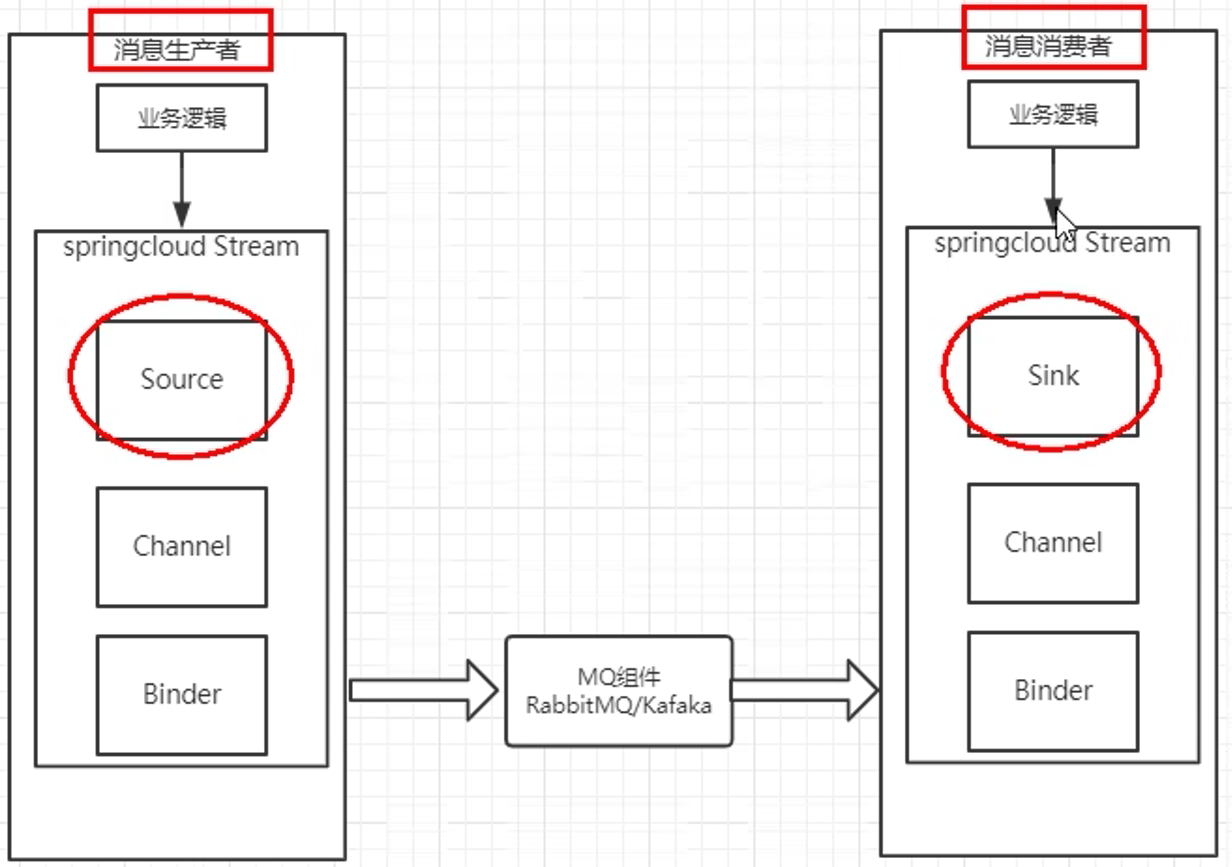 消息生产者
业务逻辑
springcloud Stream
Source
Channel
Binder
MQ组件
RabbitMQ/Kafaka
消息消费者
业务逻辑
springcloud Stream
Sink
Channel
Binder